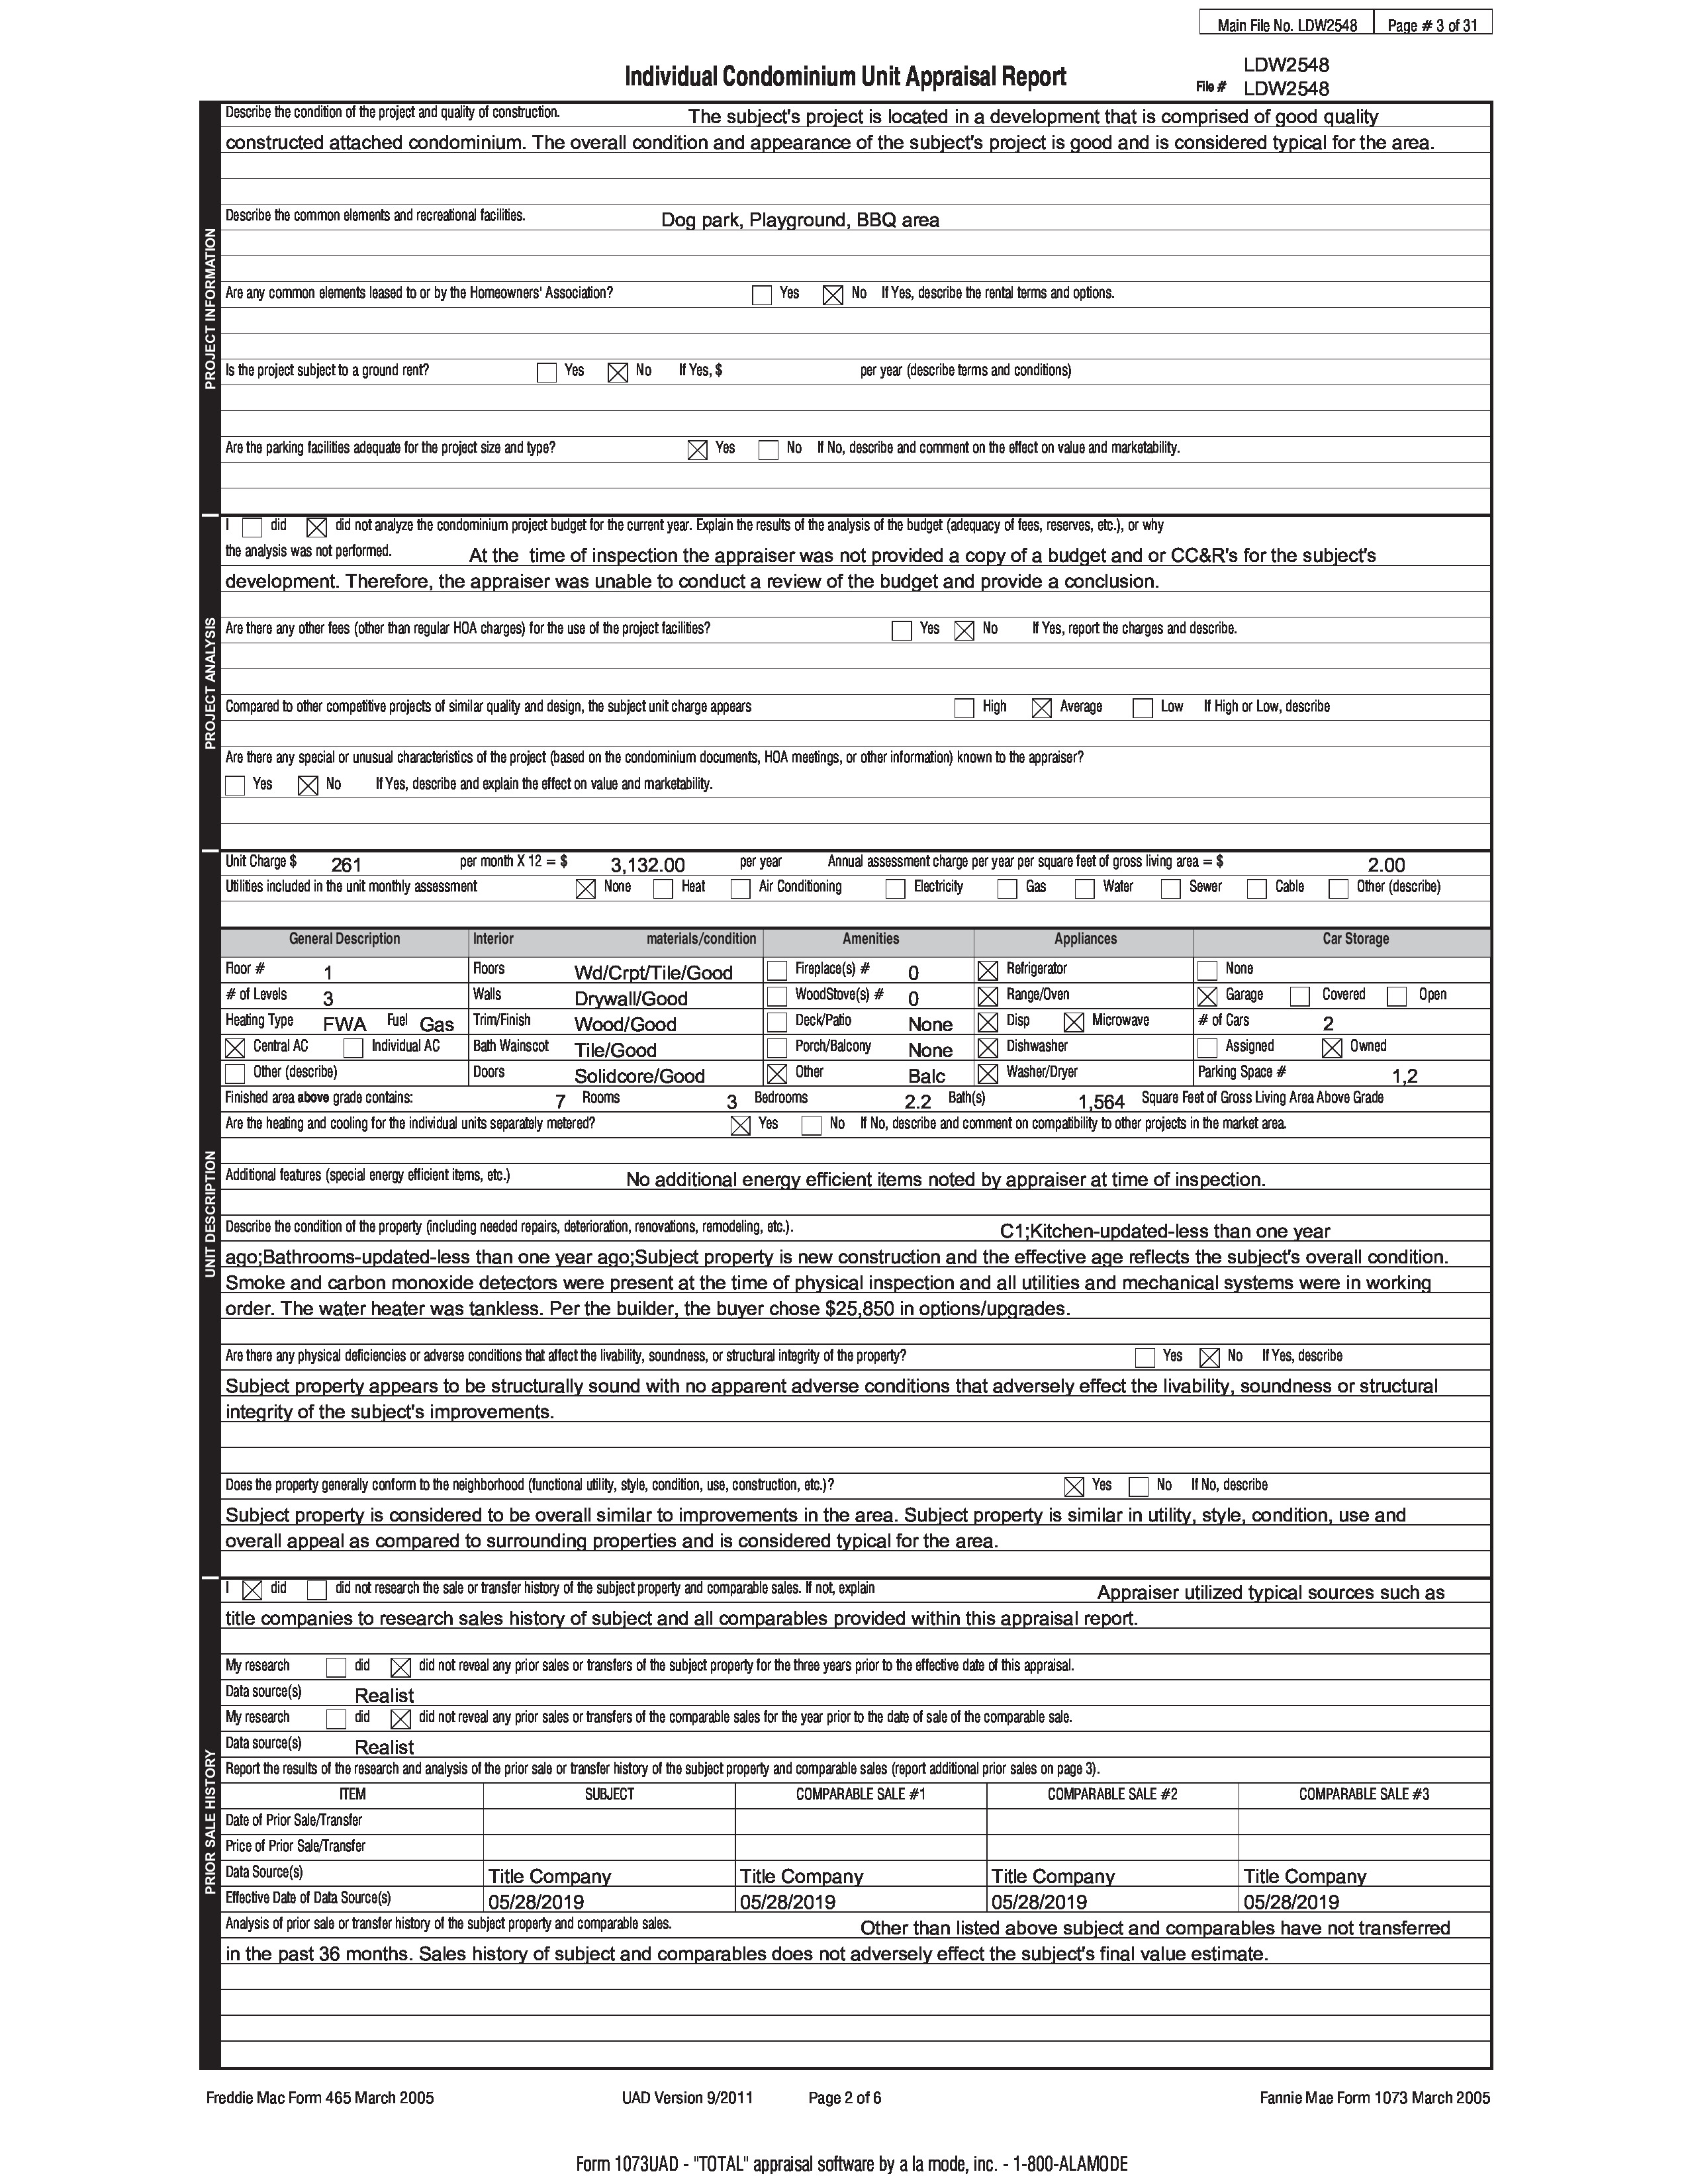 Main File No. LDW2548 Page # 3 of 31
LDW2548
Individual Condominium Unit Appraisal Report File # LDW2548
Describe the condition of the project and quality of construction. The subject's project is located in a development that is comprised of good quality
constructed attached condominium. The overall condition and appearance of the subject's project is good and is considered typical for the area.
Describe the common elements and recreational facilities. Dog park, Playground, BBQ area
PROJECT INFORMATION
Are any common elements leased to or by the Homeowners' Association? Yes No If Yes, describe the rental terms and options.
Is the project subject to a ground rent? Yes No If Yes, $ per year (describe terms and conditions)
Are the parking facilities adequate for the project size and type? Yes No If No, describe and comment on the effect on value and marketability.
I did did not analyze the condominium project budget for the current year. Explain the results of the analysis of the budget (adequacy of fees, reserves, etc.), or why
the analysis was not performed. At the time of inspection the appraiser was not provided a copy of a budget and or CC&R's for the subject's
development. Therefore, the appraiser was unable to conduct a review of the budget and provide a conclusion.
PROJECT ANALYSIS
Are there any other fees (other than regular HOA charges) for the use of the project facilities? Yes No If Yes, report the charges and describe.
Compared to other competitive projects of similar quality and design, the subject unit charge appears High Average Low If High or Low, describe
Are there any special or unusual characteristics of the project (based on the condominium documents, HOA meetings, or other information) known to the appraiser?
Yes No If Yes, describe and explain the effect on value and marketability.
Unit Charge $ 261 per month X 12 = $ 3,132.00 per year Annual assessment charge per year per square feet of gross living area = $ 2.00
Utilities included in the unit monthly assessment None Heat Air Conditioning Electricity Gas Water Sewer Cable Other (describe)
General Description Interior materials/condition Amenities Appliances Car Storage
Floor # 1 Floors Wd/Crpt/Tile/Good Fireplace(s) # 0 Refrigerator None
# of Levels 3 Walls Drywall/Good WoodStove(s) # 0 Range/Oven Garage Covered Open
Heating Type FWA Fuel Gas Trim/Finish Wood/Good Deck/Patio None Disp Microwave # of Cars 2
Central AC Individual AC Bath Wainscot Tile/Good Porch/Balcony None Dishwasher Assigned Owned
Other (describe) Doors Solidcore/Good Other Balc Washer/Dryer Parking Space # 1,2
Finished area above grade contains: 7 Rooms 3 Bedrooms 2.2 Bath(s) 1,564 Square Feet of Gross Living Area Above Grade
Are the heating and cooling for the individual units separately metered? Yes No If No, describe and comment on compatibility to other projects in the market area.
UNIT DESCRIPTION
Additional features (special energy efficient items, etc.) No additional energy efficient items noted by appraiser at time of inspection.
Describe the condition of the property (including needed repairs, deterioration, renovations, remodeling, etc.). C1;Kitchen-updated-less than one year
ago;Bathrooms-updated-less than one year ago;Subject property is new construction and the effective age reflects the subject's overall condition.
Smoke and carbon monoxide detectors were present at the time of physical inspection and all utilities and mechanical systems were in working
order. The water heater was tankless. Per the builder, the buyer chose $25,850 in options/upgrades.
Are there any physical deficiencies or adverse conditions that affect the livability, soundness, or structural integrity of the property? Yes No If Yes, describe
Subject property appears to be structurally sound with no apparent adverse conditions that adversely effect the livability, soundness or structural
integrity of the subject's improvements.
Does the property generally conform to the neighborhood (functional utility, style, condition, use, construction, etc.)? Yes No If No, describe
Subject property is considered to be overall similar to improvements in the area. Subject property is similar in utility, style, condition, use and
overall appeal as compared to surrounding properties and is considered typical for the area.
I did did not research the sale or transfer history of the subject property and comparable sales. If not, explain Appraiser utilized typical sources such as
title companies to research sales history of subject and all comparables provided within this appraisal report.
My research did did not reveal any prior sales or transfers of the subject property for the three years prior to the effective date of this appraisal.
Data source(s) Realist
My research did did not reveal any prior sales or transfers of the comparable sales for the year prior to the date of sale of the comparable sale.
Data source(s) Realist
PRIOR SALE HISTORY
Report the results of the research and analysis of the prior sale or transfer history of the subject property and comparable sales (report additional prior sales on page 3).
ITEM SUBJECT COMPARABLE SALE #1 COMPARABLE SALE #2 COMPARABLE SALE #3
Date of Prior Sale/Transfer
Price of Prior Sale/Transfer
Data Source(s) Title Company Title Company Title Company Title Company
Effective Date of Data Source(s) 05/28/2019 05/28/2019 05/28/2019 05/28/2019
Analysis of prior sale or transfer history of the subject property and comparable sales. Other than listed above subject and comparables have not transferred
in the past 36 months. Sales history of subject and comparables does not adversely effect the subject's final value estimate.
Freddie Mac Form 465 March 2005 UAD Version 9/2011 Page 2 of 6 Fannie Mae Form 1073 March 2005
Form 1073UAD - "TOTAL" appraisal software by a la mode, inc. - 1-800-ALAMODE